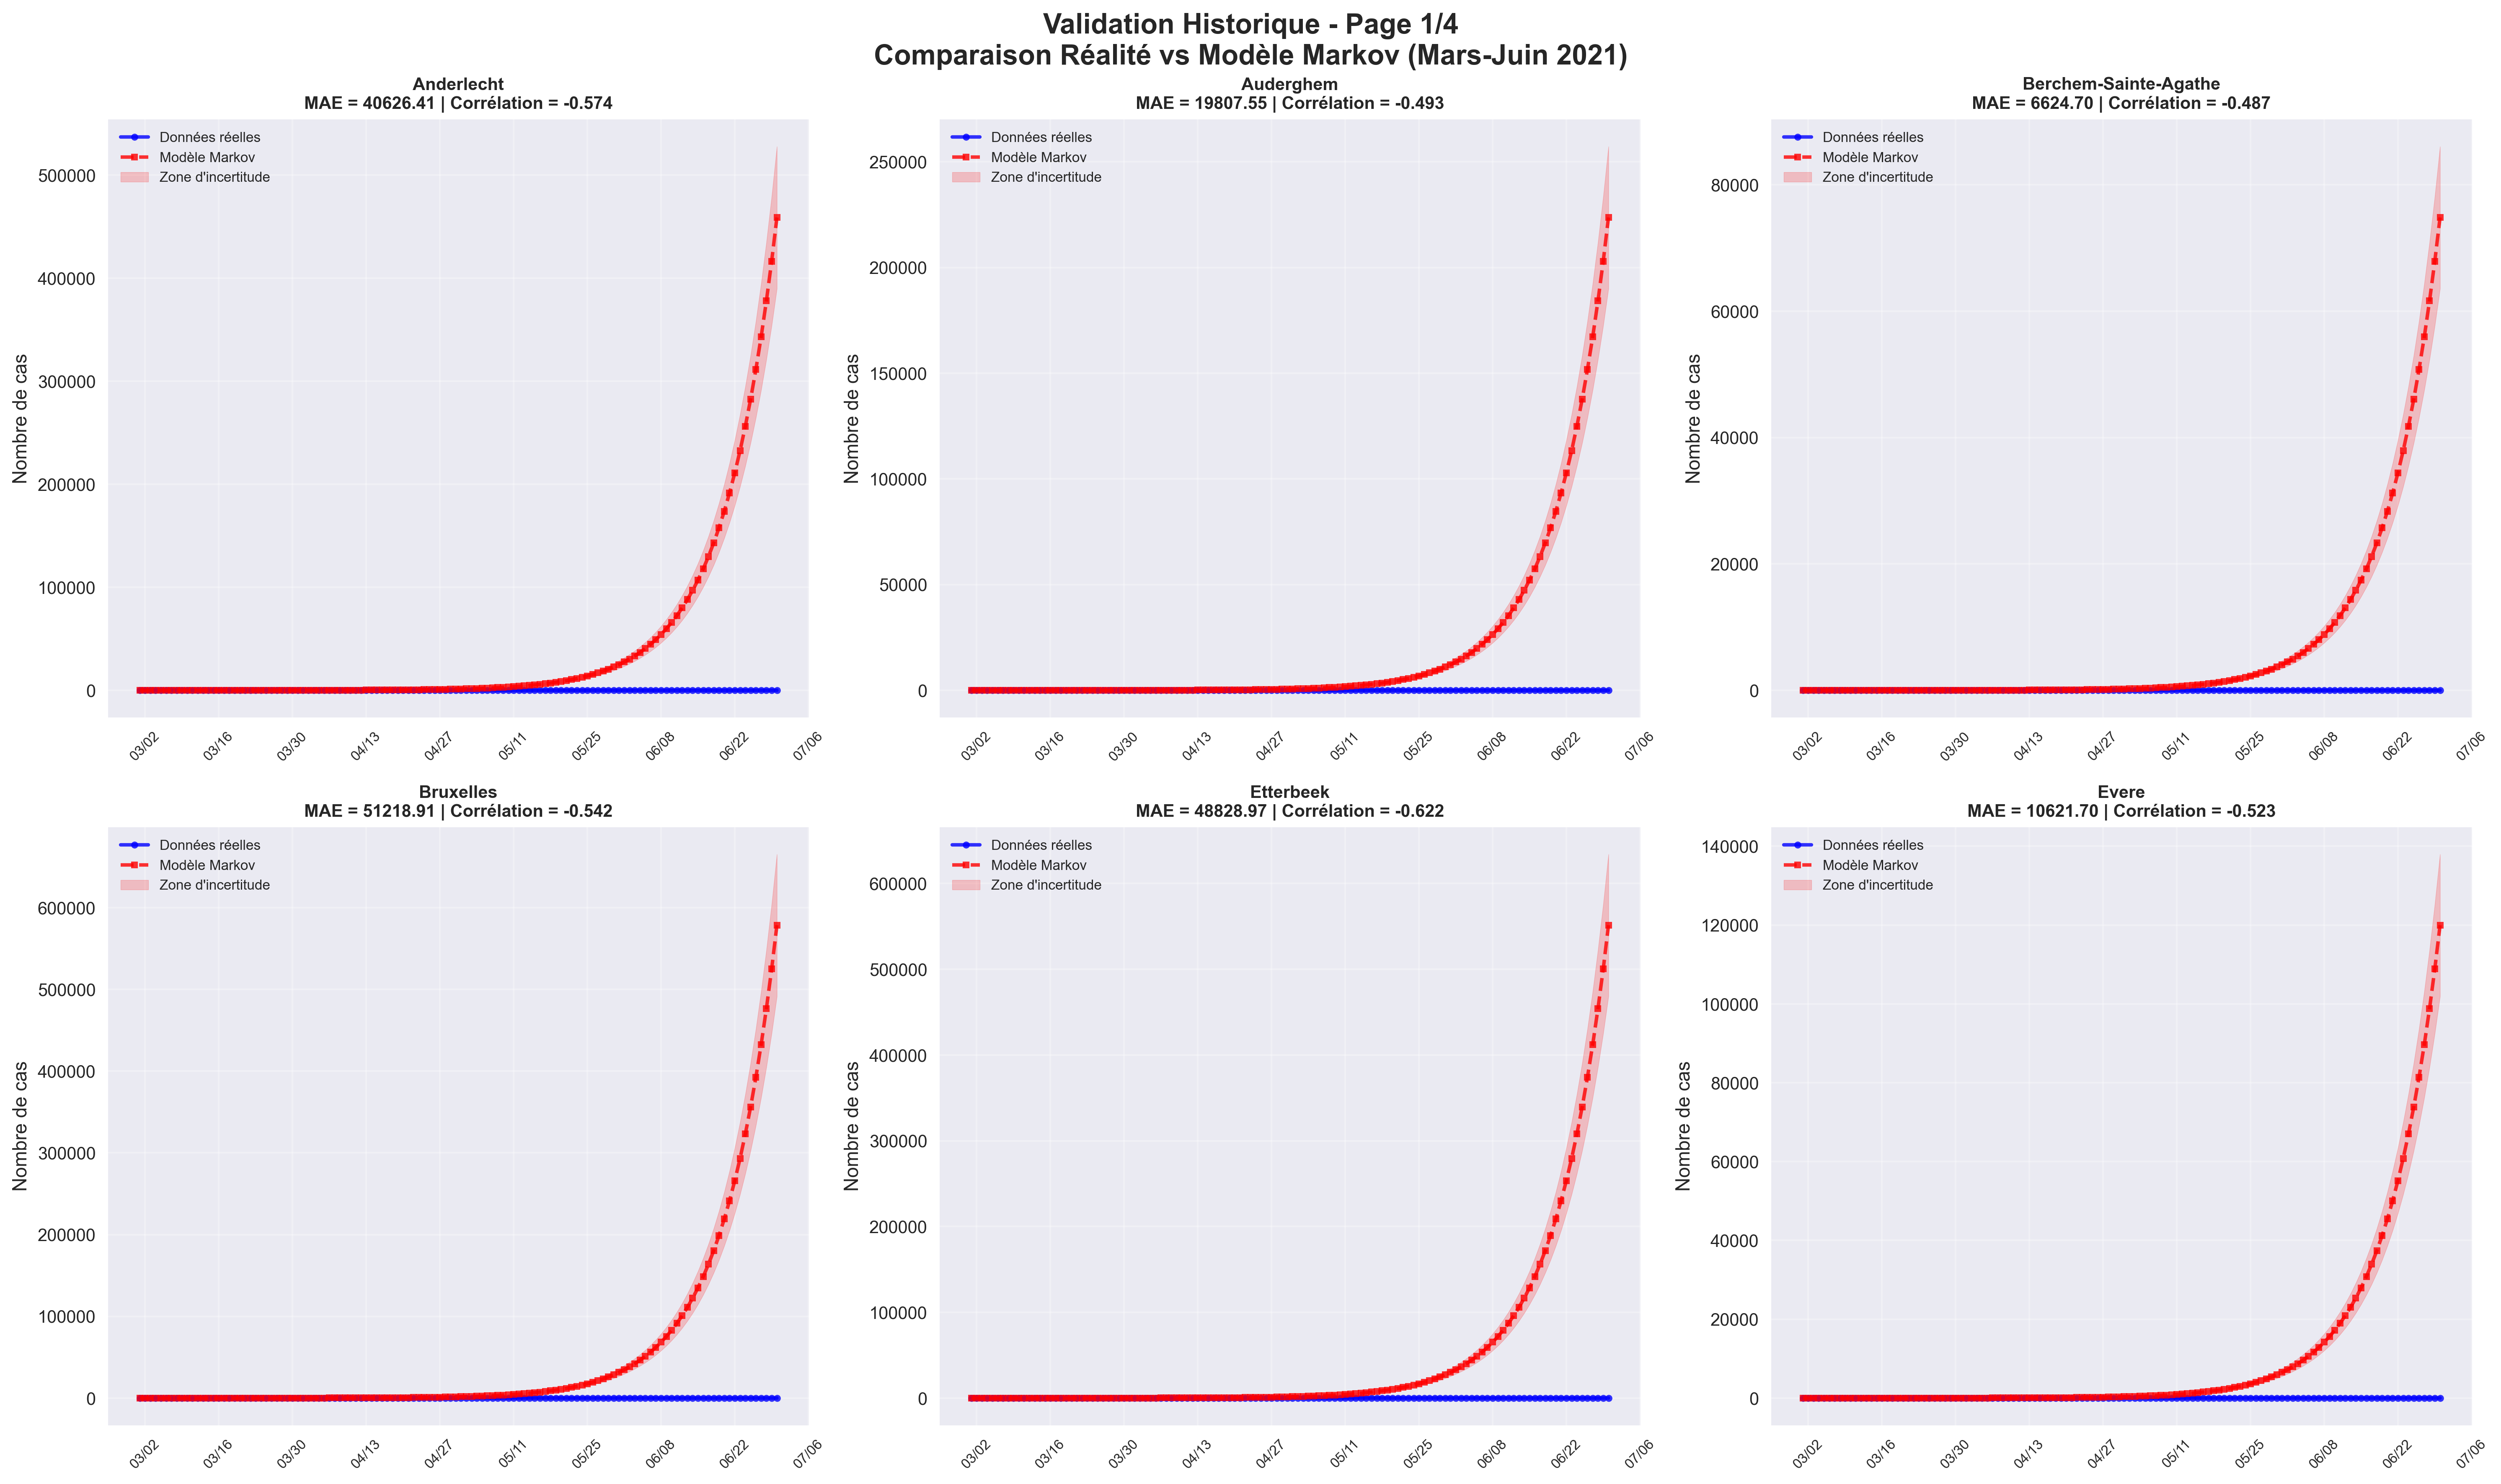 Validation Historique - Page 1/4
Comparaison Réalité vs Modèle Markov (Mars-Juin 2021)
Anderlecht
MAE = 40626.41 | Corrélation = -0.574
Données réelles
Modèle Markov
Zone d'incertitude
Nombre de cas
500000
400000
300000
200000
100000
0
03/02 03/16 03/30 04/13 04/27 05/11 05/25 06/08 06/22 07/06
Auderghem
MAE = 19807.55 | Corrélation = -0.493
Données réelles
Modèle Markov
Zone d'incertitude
Nombre de cas
250000
200000
150000
100000
50000
0
03/02 03/16 03/30 04/13 04/27 05/11 05/25 06/08 06/22 07/06
Berchem-Sainte-Agathe
MAE = 6624.70 | Corrélation = -0.487
Données réelles
Modèle Markov
Zone d'incertitude
Nombre de cas
80000
60000
40000
20000
0
03/02 03/16 03/30 04/13 04/27 05/11 05/25 06/08 06/22 07/06
Bruxelles
MAE = 51218.91 | Corrélation = -0.542
Données réelles
Modèle Markov
Zone d'incertitude
Nombre de cas
600000
500000
400000
300000
200000
100000
0
03/02 03/16 03/30 04/13 04/27 05/11 05/25 06/08 06/22 07/06
Etterbeek
MAE = 48828.97 | Corrélation = -0.622
Données réelles
Modèle Markov
Zone d'incertitude
Nombre de cas
600000
500000
400000
300000
200000
100000
0
03/02 03/16 03/30 04/13 04/27 05/11 05/25 06/08 06/22 07/06
Evere
MAE = 10621.70 | Corrélation = -0.523
Données réelles
Modèle Markov
Zone d'incertitude
Nombre de cas
140000
120000
100000
80000
60000
40000
20000
0
03/02 03/16 03/30 04/13 04/27 05/11 05/25 06/08 06/22 07/06